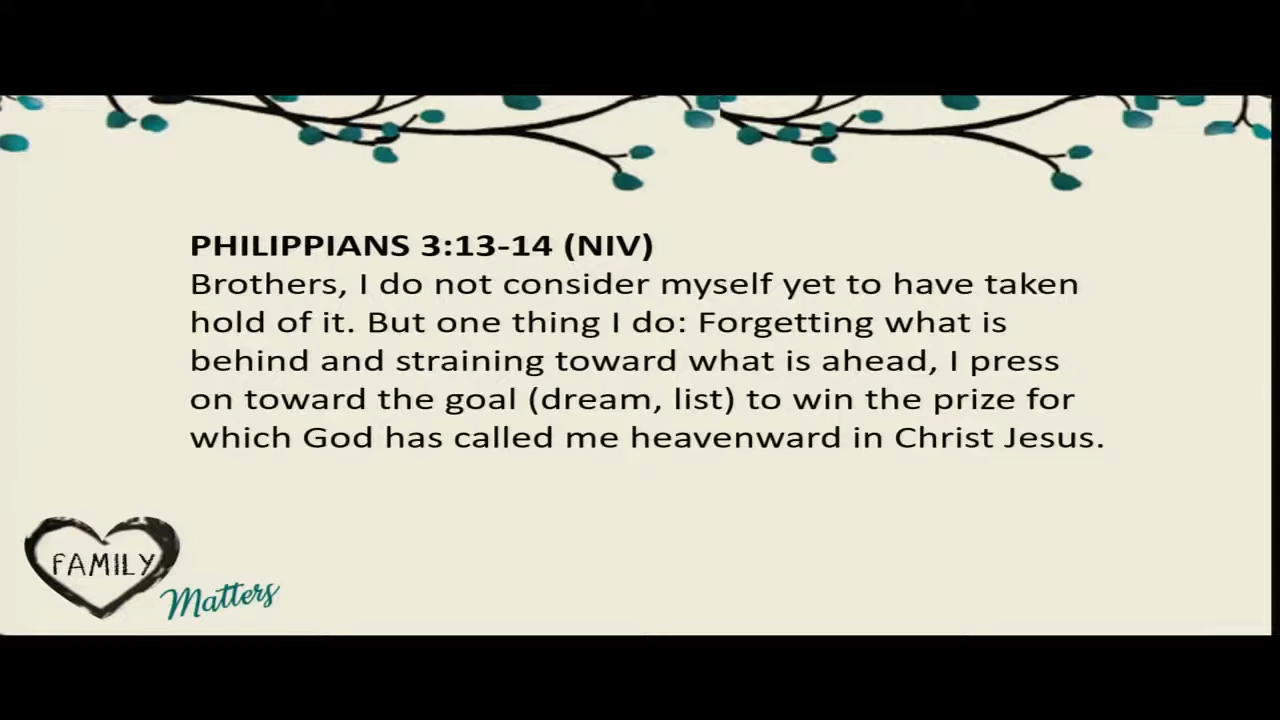 PHILIPPIANS 3:13-14 (NIV)
Brothers, I do not consider myself yet to have taken
hold of it. But one thing I do: Forgetting what is
behind and straining toward what is ahead, I press
on toward the goal (dream, list) to win the prize for
which God has called me heavenward in Christ Jesus.
FAMILY
Matters